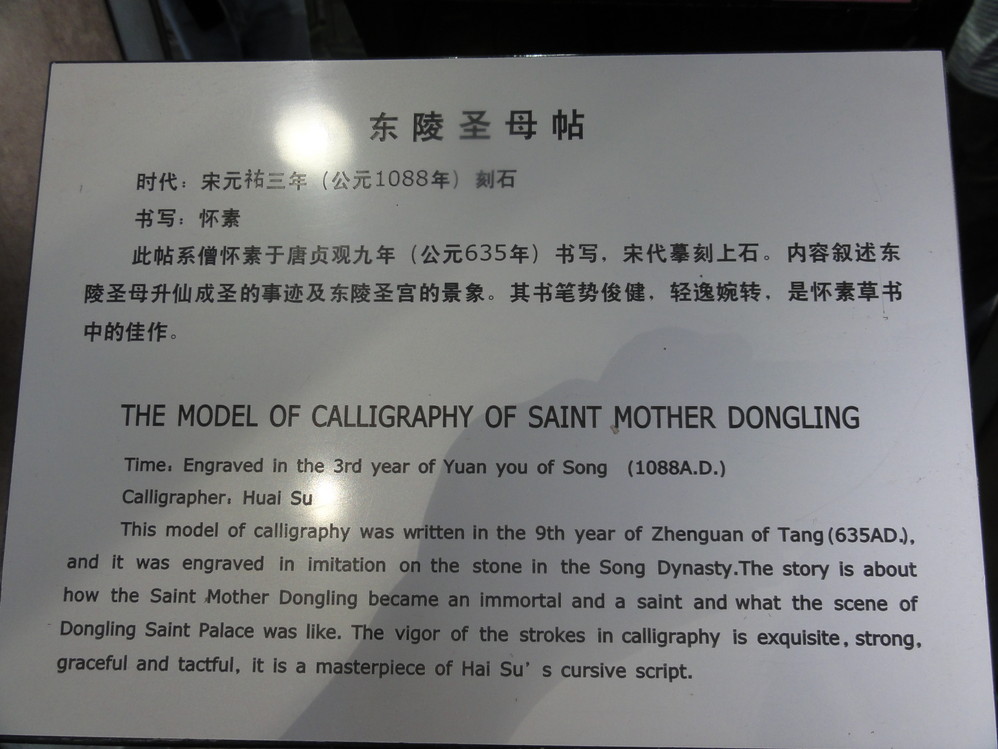 东陵圣母帖
时代：宋元祐三年（公元1088年）刻石
书写：怀素
此帖系僧怀素于唐贞观九年（公元635年）书写，宋代摹刻上石。内容叙述东
陵圣母升仙成圣的事迹及东陵圣宫的景象。其书笔势俊健，轻逸婉转，是怀素草书
中的佳作。
THE MODEL OF CALLIGRAPHY OF SAINT MOTHER DONGLING
Time: Engraved in the 3rd year of Yuan you of Song (1088A.D.)
Calligrapher: Huai Su
This model of calligraphy was written in the 9th year of Zhenguan of Tang(635AD.),
and it was engraved in imitation on the stone in the Song Dynasty.The story is about
how the Saint Mother Dongling became an immortal and a saint and what the scene of
Dongling Saint Palace was like. The vigor of the strokes in calligraphy is exquisite, strong,
graceful and tactful, it is a masterpiece of Hai Su's cursive script.